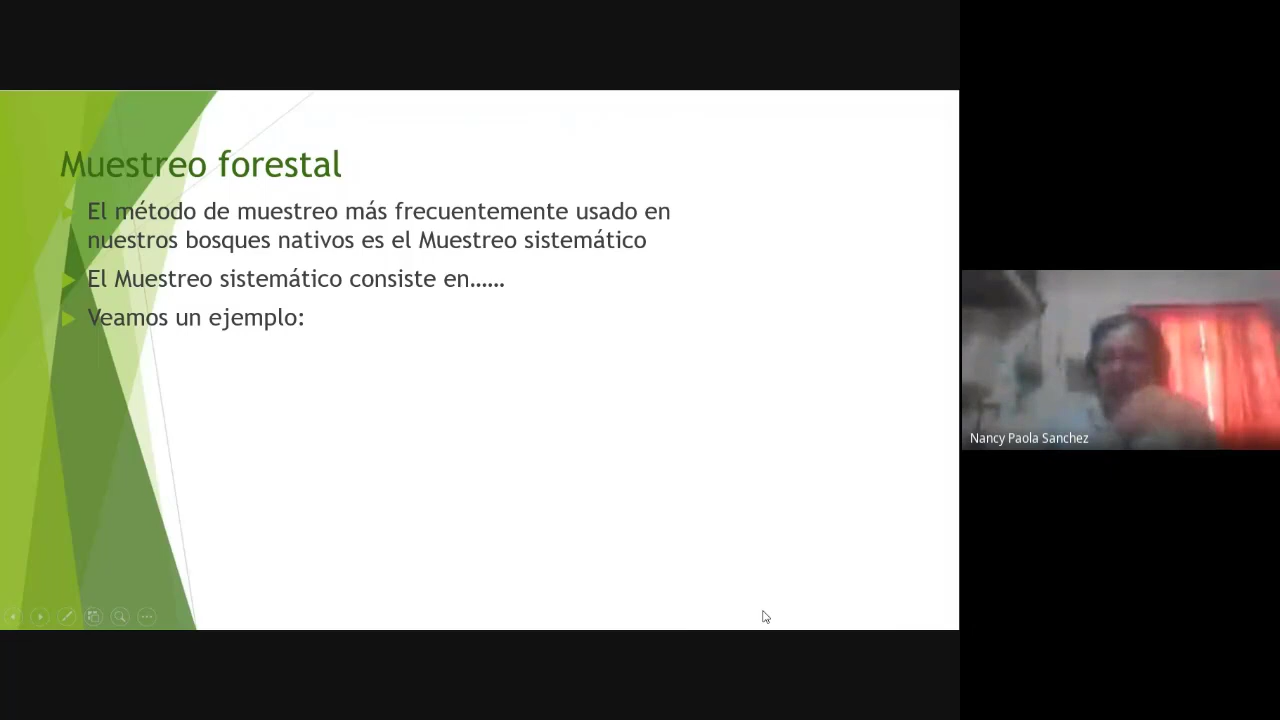 Muestreo forestal
El método de muestreo más frecuentemente usado en
nuestros bosques nativos es el Muestreo sistemático
El Muestreo sistemático consiste en……
Veamos un ejemplo:
Nancy Paola Sanchez